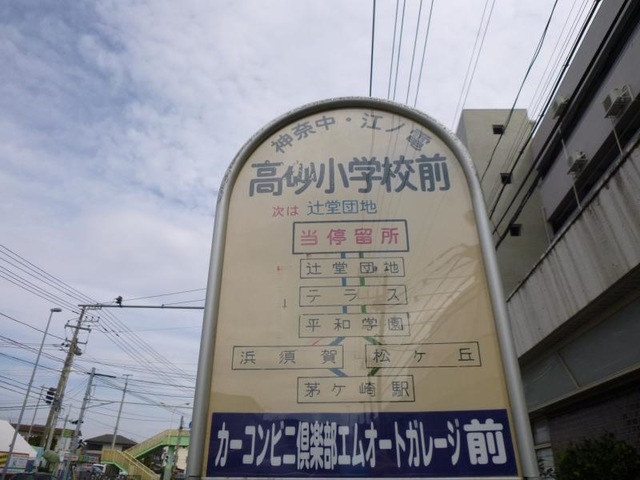 神奈中・江ノ電
高砂小学校前
次は 辻堂団地
当停留所
辻堂団地
テラス
平和学園
浜須賀 松ヶ丘
茅ヶ崎駅
カーコンビニ倶楽部エムオートガレージ前